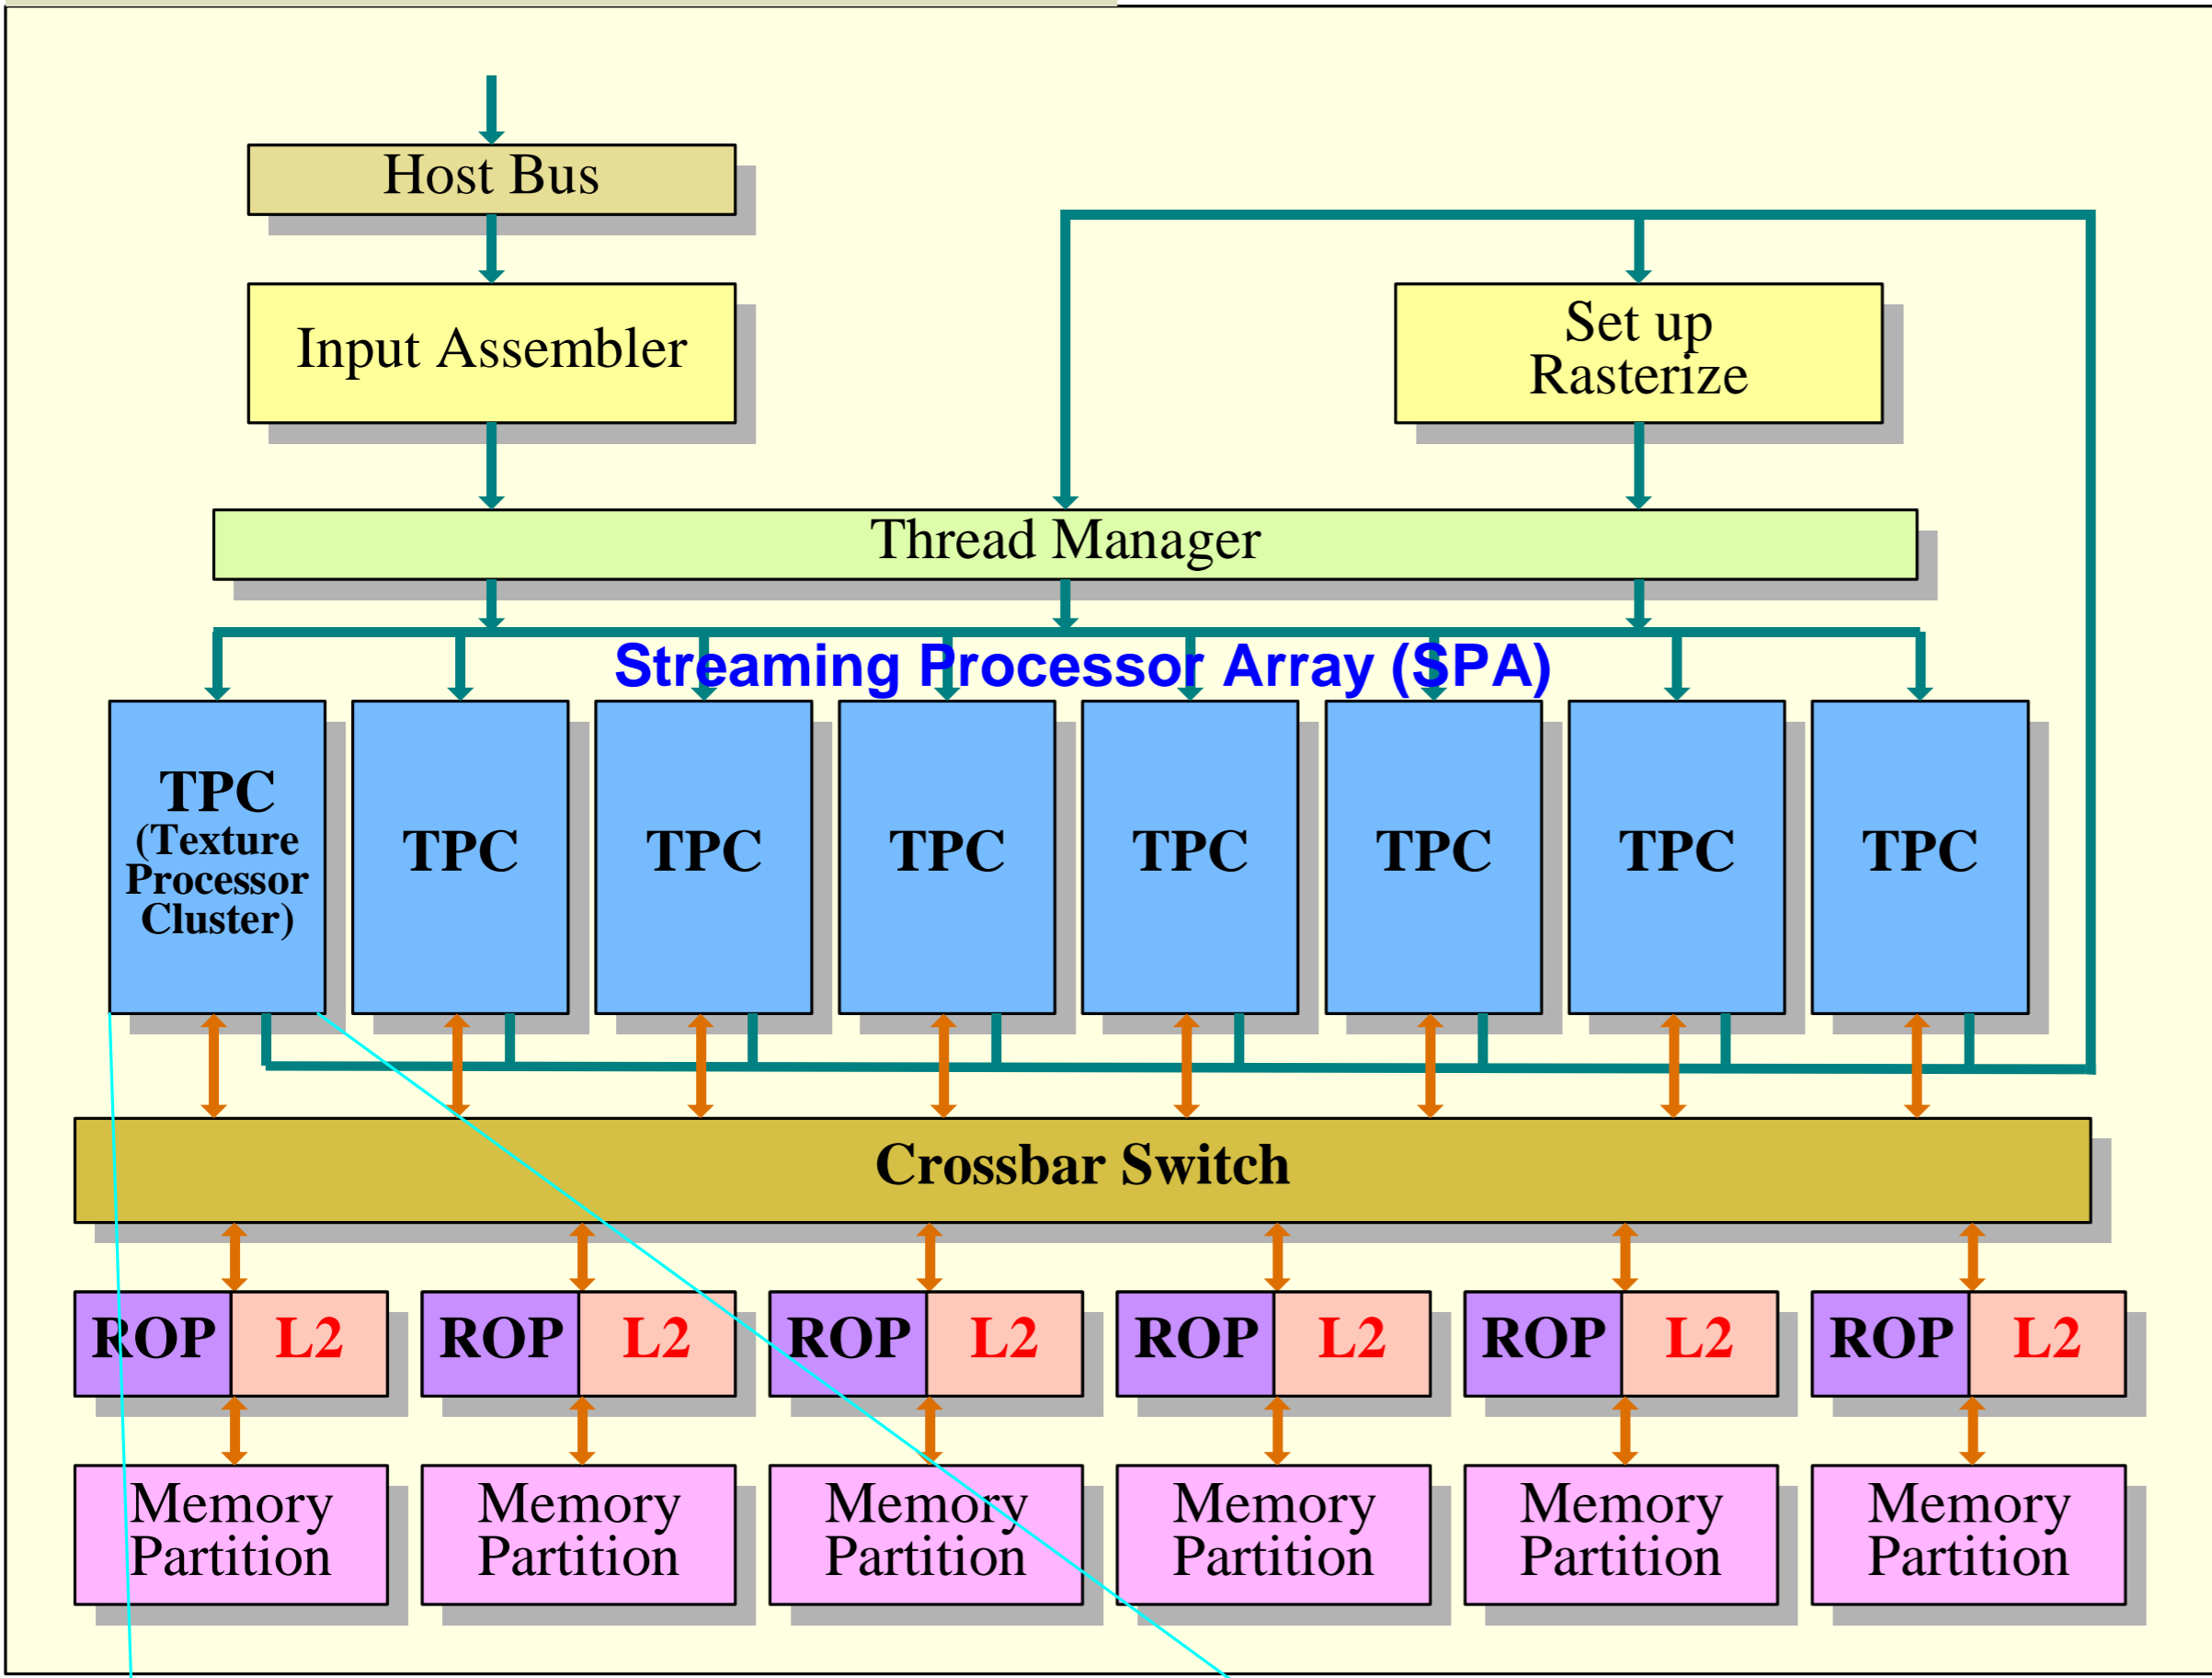 Host Bus
Input Assembler
Set up
Rasterize
Thread Manager
Streaming Processor Array (SPA)
TPC
(Texture
Processor
Cluster)
TPC
TPC
TPC
TPC
TPC
TPC
TPC
Crossbar Switch
ROP L2
ROP L2
ROP L2
ROP L2
ROP L2
ROP L2
Memory
Partition
Memory
Partition
Memory
Partition
Memory
Partition
Memory
Partition
Memory
Partition